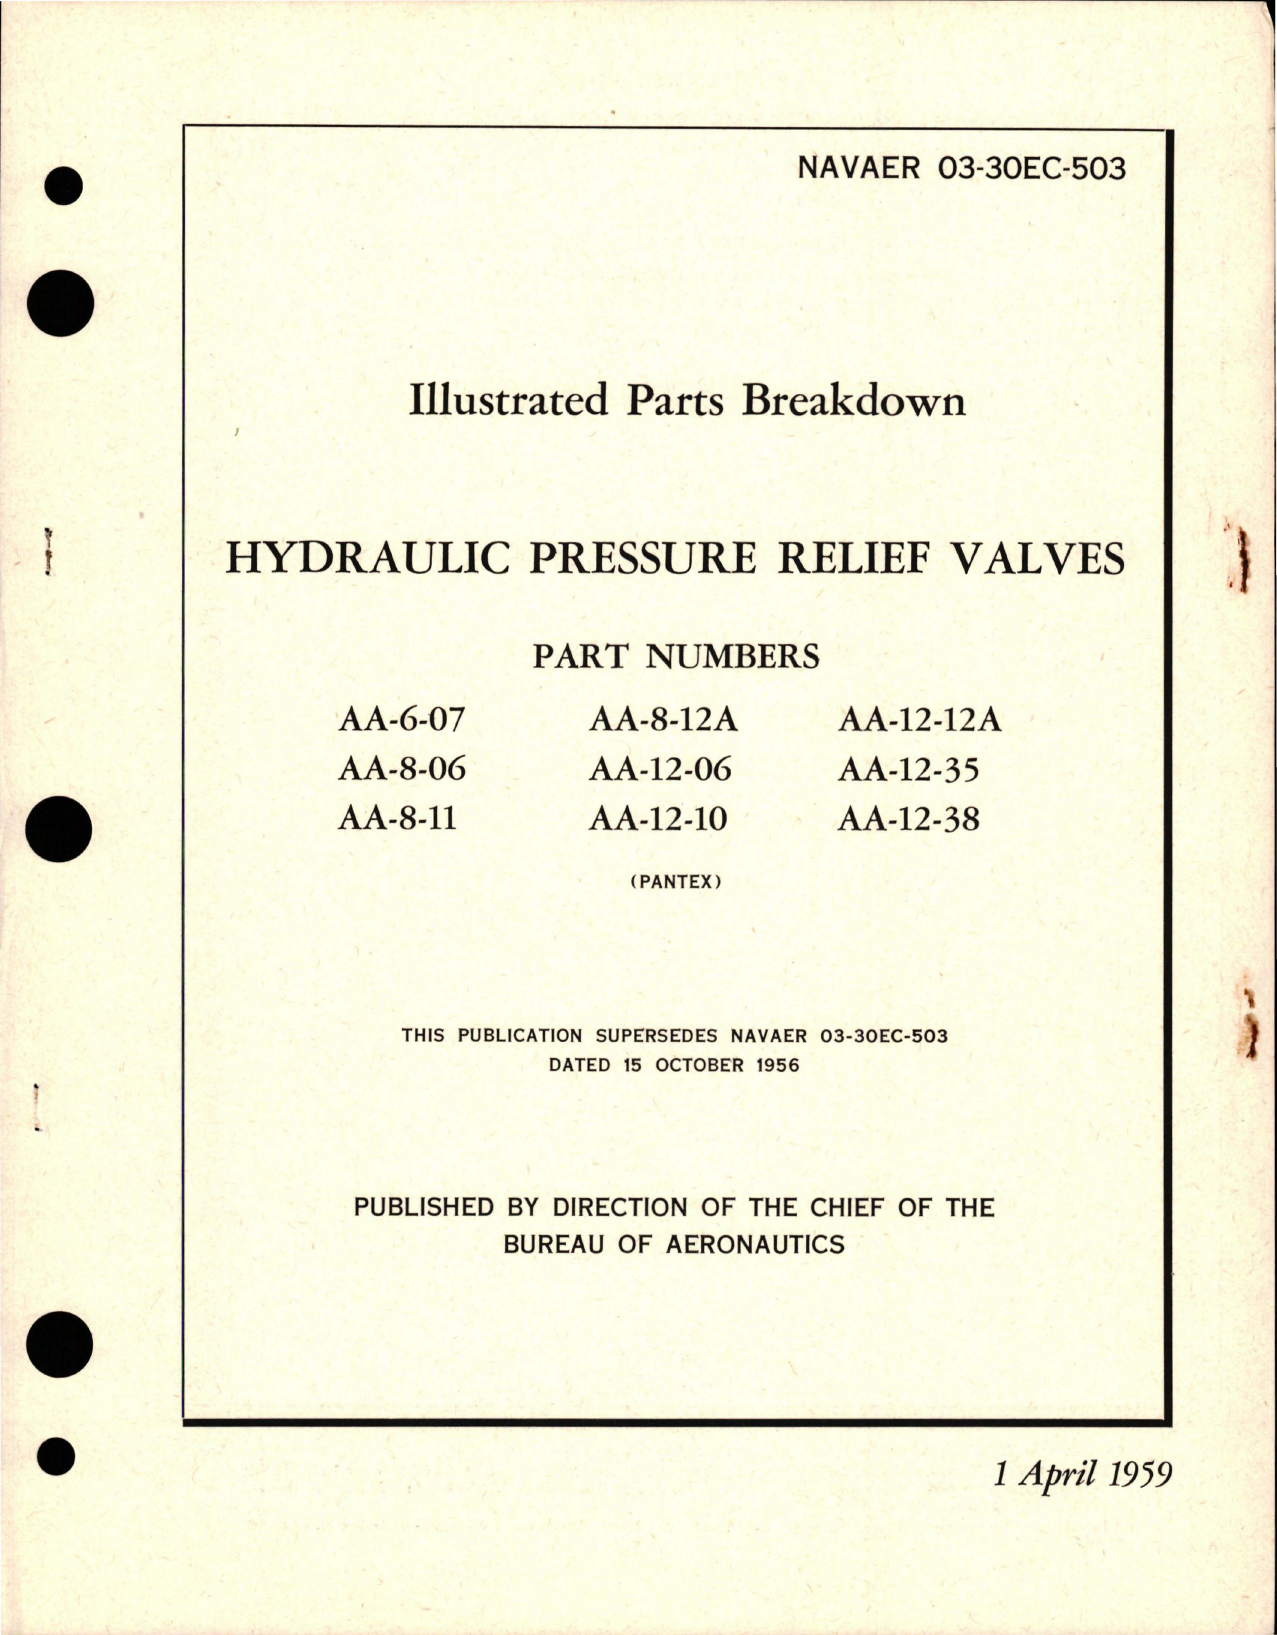 NAVAER 03-30EC-503
Illustrated Parts Breakdown
HYDRAULIC PRESSURE RELIEF VALVES
PART NUMBERS
AA-6-07 AA-8-12A AA-12-12A
AA-8-06 AA-12-06 AA-12-35
AA-8-11 AA-12-10 AA-12-38
(PANTEX)
THIS PUBLICATION SUPERSEDES NAVAER 03-30EC-503
DATED 15 OCTOBER 1956
PUBLISHED BY DIRECTION OF THE CHIEF OF THE
BUREAU OF AERONAUTICS
1 April 1959